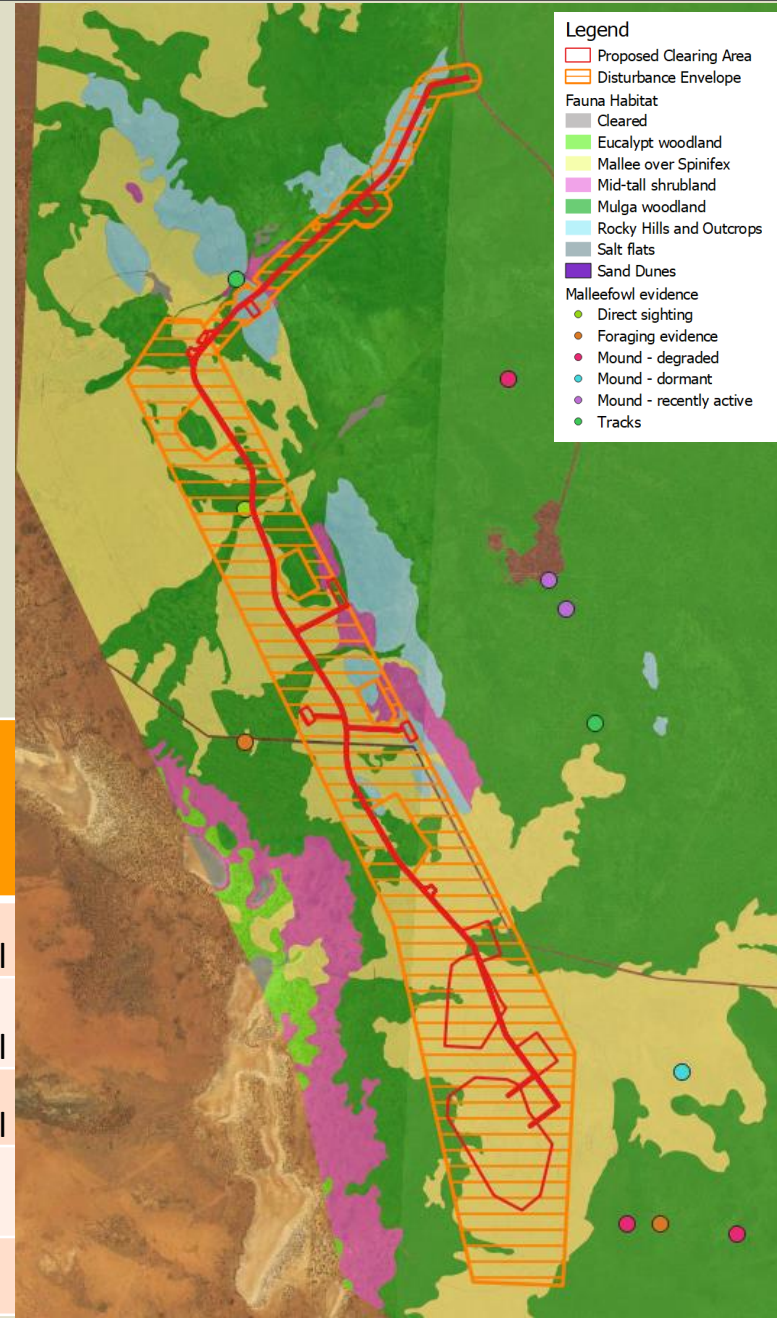 Legend
Proposed Clearing Area
Disturbance Envelope
Fauna Habitat
Cleared
Eucalypt woodland
Mallee over Spinifex
Mid-tall shrubland
Mulga woodland
Rocky Hills and Outcrops
Salt flats
Sand Dunes
Malleefowl evidence
Direct sighting
Foraging evidence
Mound - degraded
Mound - dormant
Mound - recently active
Tracks